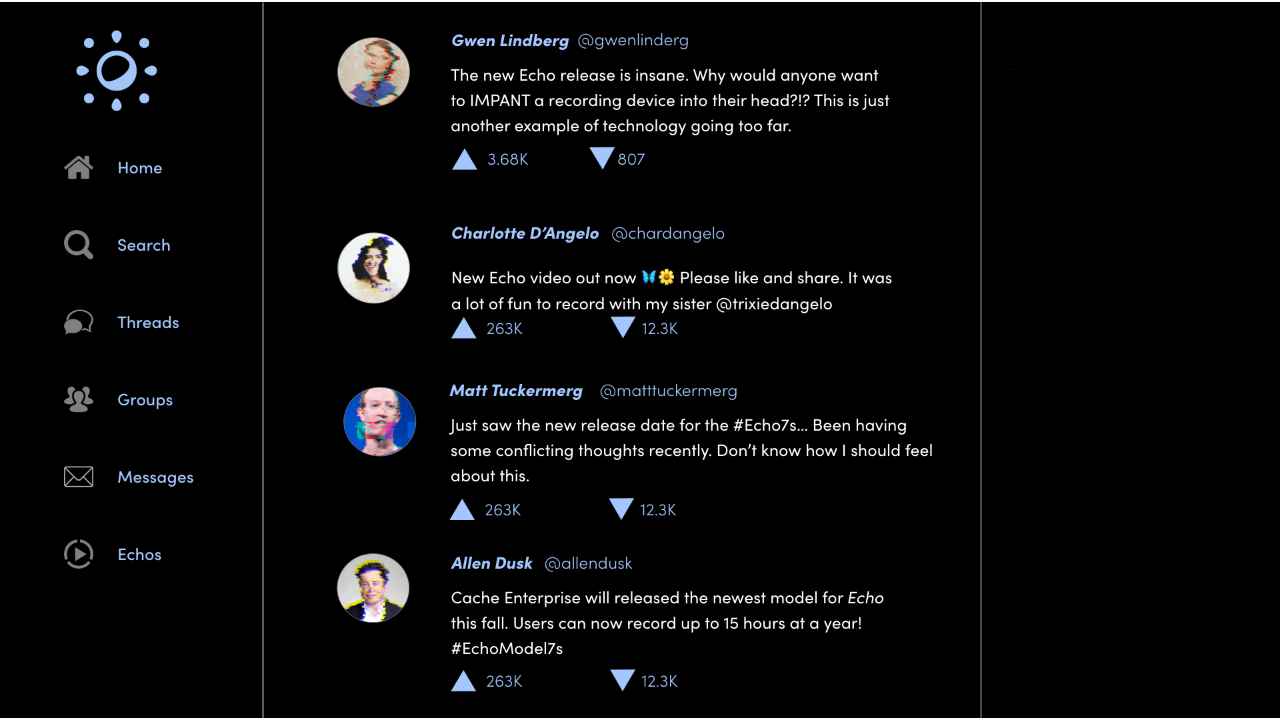 Home
Search
Threads
Groups
Messages
Echos
Gwen Lindberg @gwenlinderg
The new Echo release is insane. Why would anyone want
to IMPANT a recording device into their head?!? This is just
another example of technology going too far.
3.68K 807
Charlotte D’Angelo @chardangelo
New Echo video out now 🦋🌼 Please like and share. It was
a lot of fun to record with my sister @trixiedangelo
263K 12.3K
Matt Tuckermerg @matttuckermerg
Just saw the new release date for the #Echo7s... Been having
some conflicting thoughts recently. Don’t know how I should feel
about this.
263K 12.3K
Allen Dusk @allendusk
Cache Enterprise will released the newest model for Echo
this fall. Users can now record up to 15 hours at a year!
#EchoModel7s
263K 12.3K